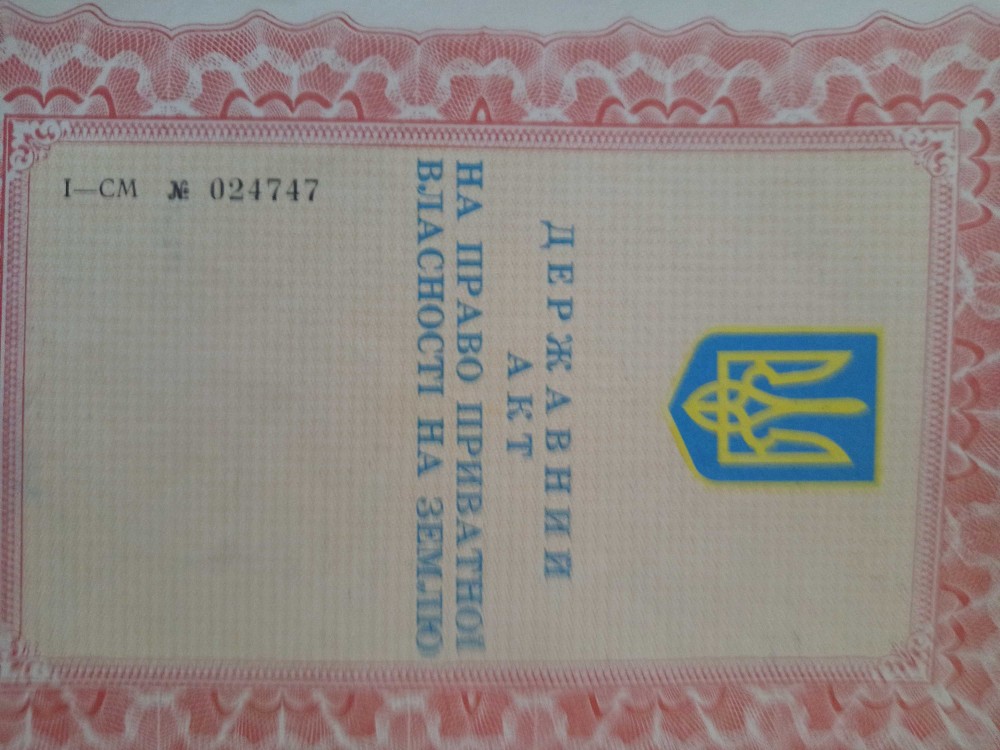 ДЕРЖАВНИЙ
АКТ
НА ПРАВО ПРИВАТНОЇ
ВЛАСНОСТІ НА ЗЕМЛЮ
І—СМ № 024747